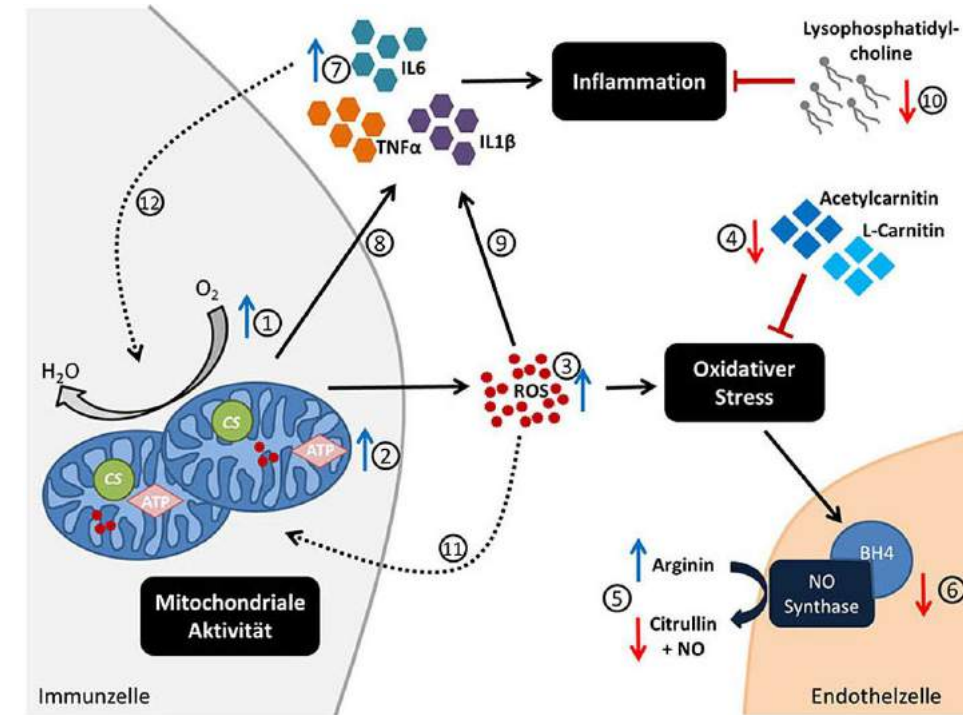 Lysophosphatidyl-
choline
⑦
IL6
Inflammation
⑩
TNFα
IL1β
⑫
Acetylcarnitin
L-Carnitin
④
⑧
⑨
O₂
①
H₂O
ROS
③
Oxidativer
Stress
CS
ATP
②
CS
ATP
⑪
BH4
Arginin
NO
Synthase
⑤
⑥
Citrullin
+ NO
Mitochondriale
Aktivität
Immunzelle
Endothelzelle